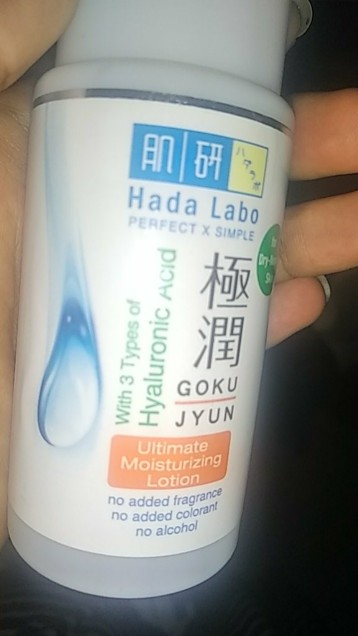 肌研
ハダラボ
Hada Labo
PERFECT X SIMPLE
With 3 Types of
Hyaluronic Acid
極潤
GOKU
JYUN
Ultimate
Moisturizing
Lotion
no added fragrance
no added colorant
no alcohol